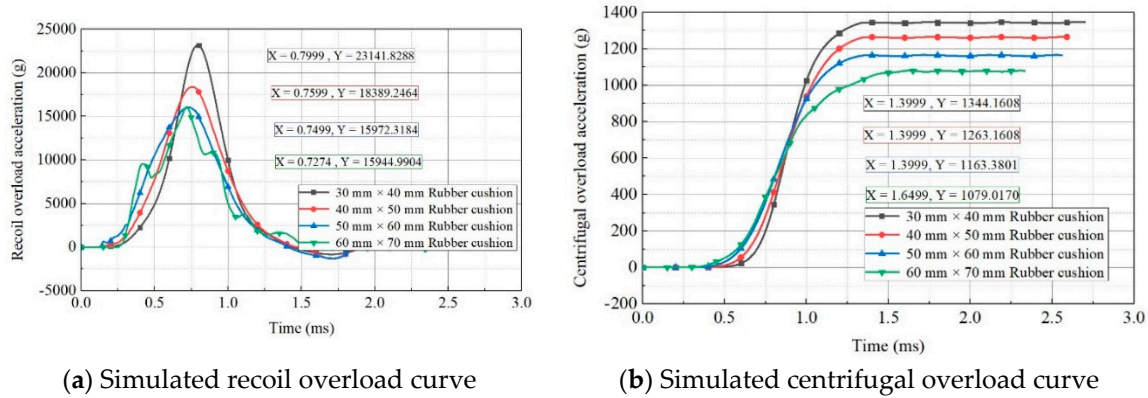 25000
20000
15000
10000
5000
0
-5000
Recoil overload acceleration (g)
X = 0.7999 , Y = 23141.8288
X = 0.7599 , Y = 18389.2464
X = 0.7499 , Y = 15972.3184
X = 0.7274 , Y = 15944.9904
30 mm × 40 mm Rubber cushion
40 mm × 50 mm Rubber cushion
50 mm × 60 mm Rubber cushion
60 mm × 70 mm Rubber cushion
0.0 0.5 1.0 1.5 2.0 2.5 3.0
Time (ms)
(a) Simulated recoil overload curve
1400
1200
1000
800
600
400
200
0
-200
Centrifugal overload acceleration (g)
X = 1.3999 , Y = 1344.1608
X = 1.3999 , Y = 1263.1608
X = 1.3999 , Y = 1163.3801
X = 1.6499 , Y = 1079.0170
30 mm × 40 mm Rubber cushion
40 mm × 50 mm Rubber cushion
50 mm × 60 mm Rubber cushion
60 mm × 70 mm Rubber cushion
0.0 0.5 1.0 1.5 2.0 2.5 3.0
Time (ms)
(b) Simulated centrifugal overload curve